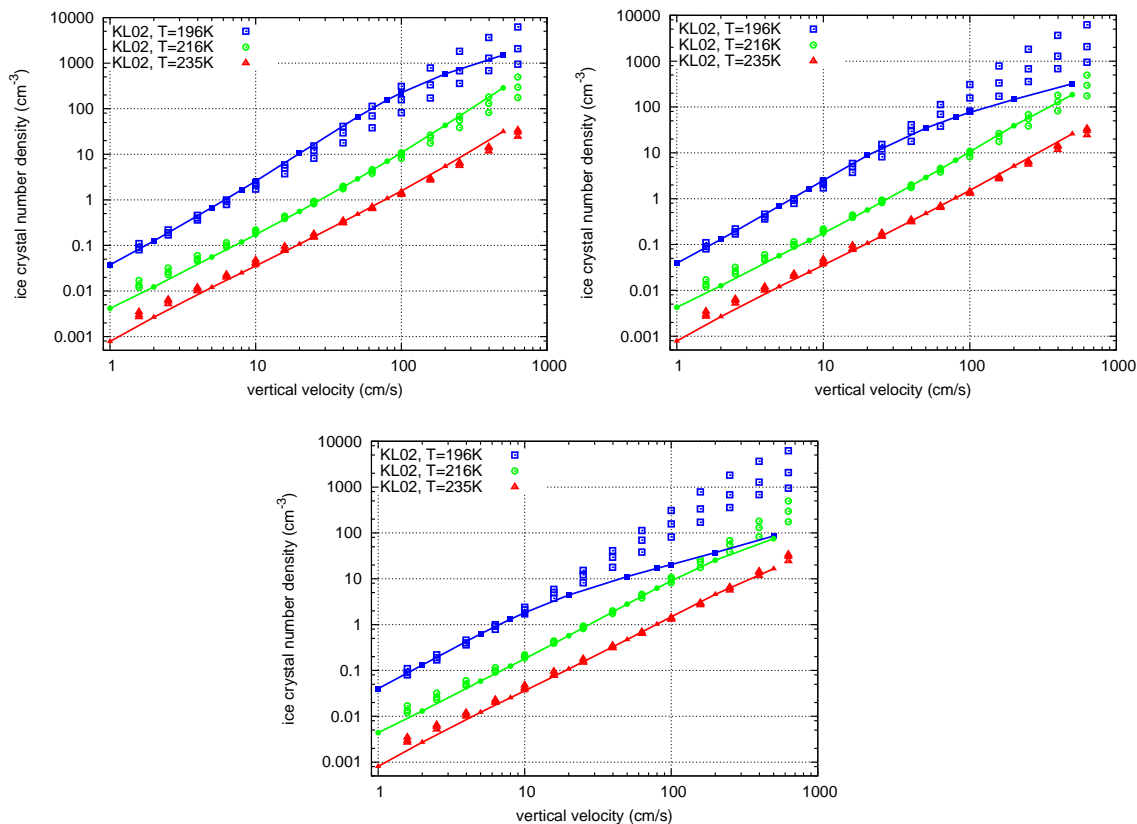 10000
1000
100
10
1
0.1
0.01
0.001
ice crystal number density (cm-3)
KL02, T=196K
KL02, T=216K
KL02, T=235K
1
10
100
1000
vertical velocity (cm/s)
10000
1000
100
10
1
0.1
0.01
0.001
ice crystal number density (cm-3)
KL02, T=196K
KL02, T=216K
KL02, T=235K
1
10
100
1000
vertical velocity (cm/s)
10000
1000
100
10
1
0.1
0.01
0.001
ice crystal number density (cm-3)
KL02, T=196K
KL02, T=216K
KL02, T=235K
1
10
100
1000
vertical velocity (cm/s)